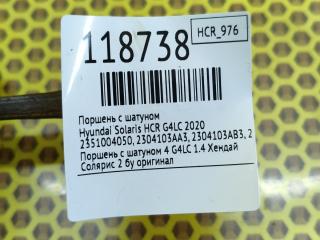 118738
HCR_976
Поршень с шатуном
Hyundai Solaris HCR G4LC 2020
2351004050, 2304103AA3, 2304103AB3, 2
Поршень с шатуном 4 G4LC 1.4 Хендай
Солярис 2 бу оригинал